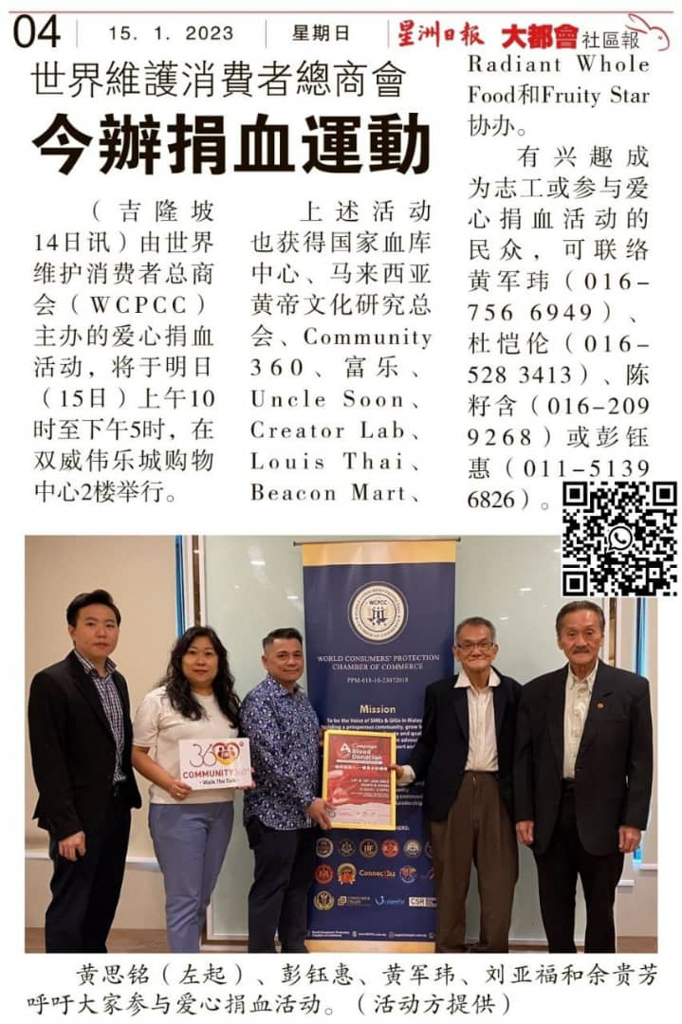 04
15. 1. 2023
星期日
星洲日報 大都會 社區報
世界維護消費者總商會
今辦捐血運動
（吉隆坡
14日讯）由世界
维护消费者总商
会（WCPCC）
主办的爱心捐血
活动，将于明日
（15日）上午10
时至下午5时，在
双威伟乐城购物
中心2楼举行。
上述活动
也获得国家血库
中心、马来西亚
黄帝文化研究总
会、Community
360、富乐、
Uncle Soon、
Creator Lab、
Louis Thai、
Beacon Mart、
Radiant Whole
Food和Fruity Star
协办。
有兴趣成
为志工或参与爱
心捐血活动的
民众，可联络
黄军玮（016-
756 6949）、
杜恺伦（016-
528 3413）、陈
籽含（016-209
9268）或彭钰
惠（011-5139
6826）。
WCPCC
WORLD CONSUMERS' PROTECTION
CHAMBER OF COMMERCE
PPM-018-10-23072018
Mission
To be the Voice of SMEs & GIGs in Malay
360°
COMMUNITY360°
- Walk The Talk -
Campaign
Blood
Donation
Connec
CSR
黄思铭（左起）、彭钰惠、黄军玮、刘亚福和余贵芳
呼吁大家参与爱心捐血活动。（活动方提供）